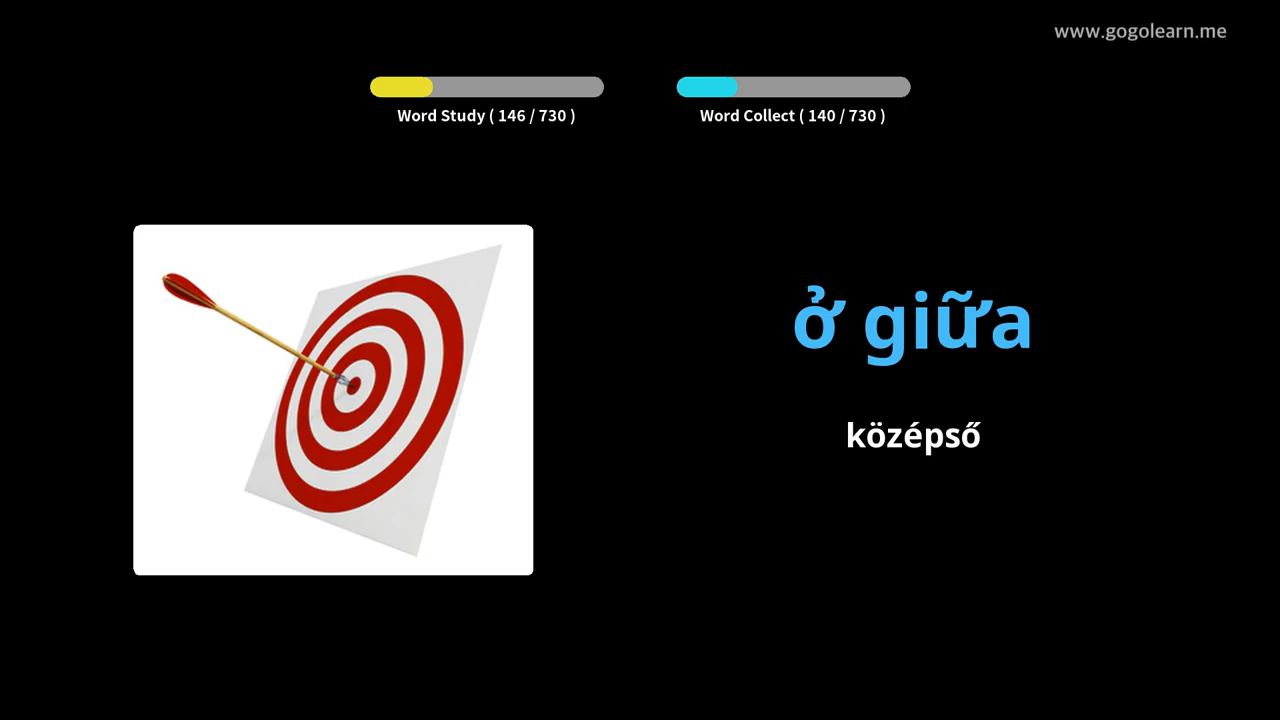 www.gogolearn.me
Word Study ( 146 / 730 )
Word Collect ( 140 / 730 )
ở giữa
középső